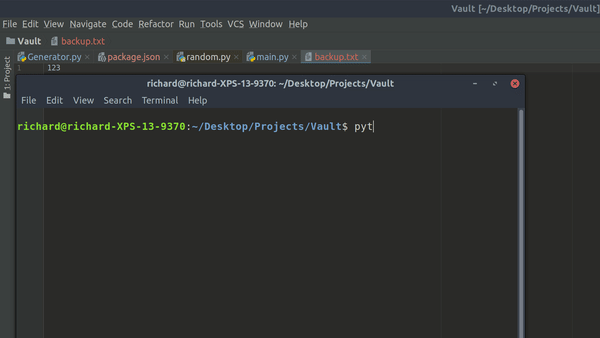 Vault [~/Desktop/Projects/Vault]
File Edit View Navigate Code Refactor Run Tools VCS Window Help
Vault backup.txt
Generator.py × package.json × random.py × main.py × backup.txt ×
1: Project
1 123
richard@richard-XPS-13-9370: ~/Desktop/Projects/Vault
File Edit View Search Terminal Help
richard@richard-XPS-13-9370:~/Desktop/Projects/Vault$ pyt